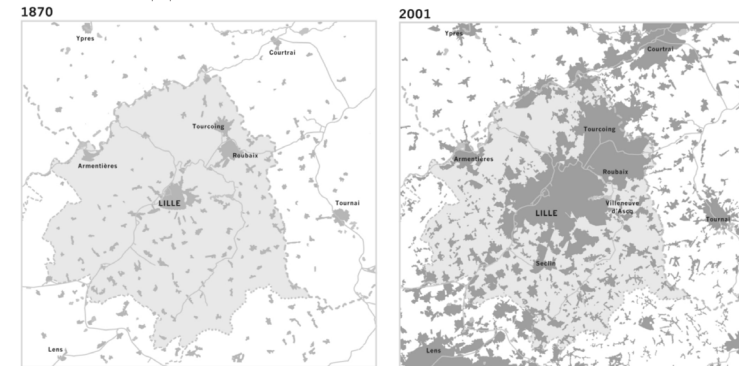 1870
Ypres
Courtrai
Tourcoing
Roubaix
Armentières
LILLE
Tournai
Lens
2001
Ypres
Courtrai
Tourcoing
Armentières
Roubaix
Villeneuve
d'Ascq
LILLE
Tournai
Seclin
Lens